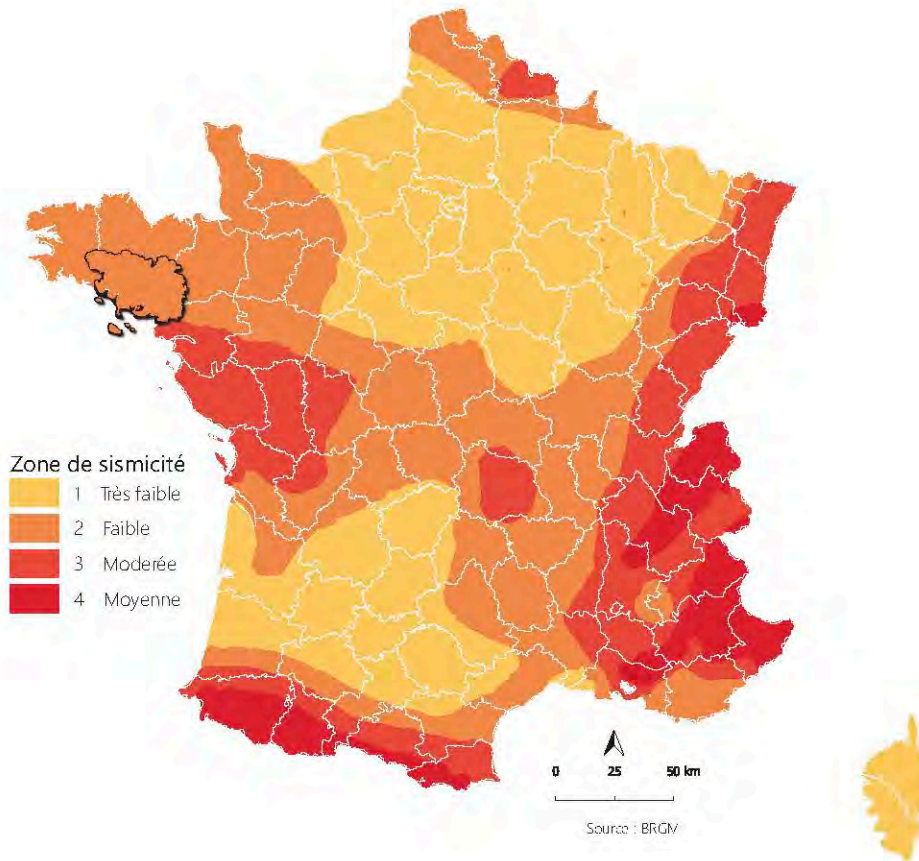 Zone de sismicité
1 Très faible
2 Faible
3 Moderée
4 Moyenne
0 25 50 km
Source : BRGM